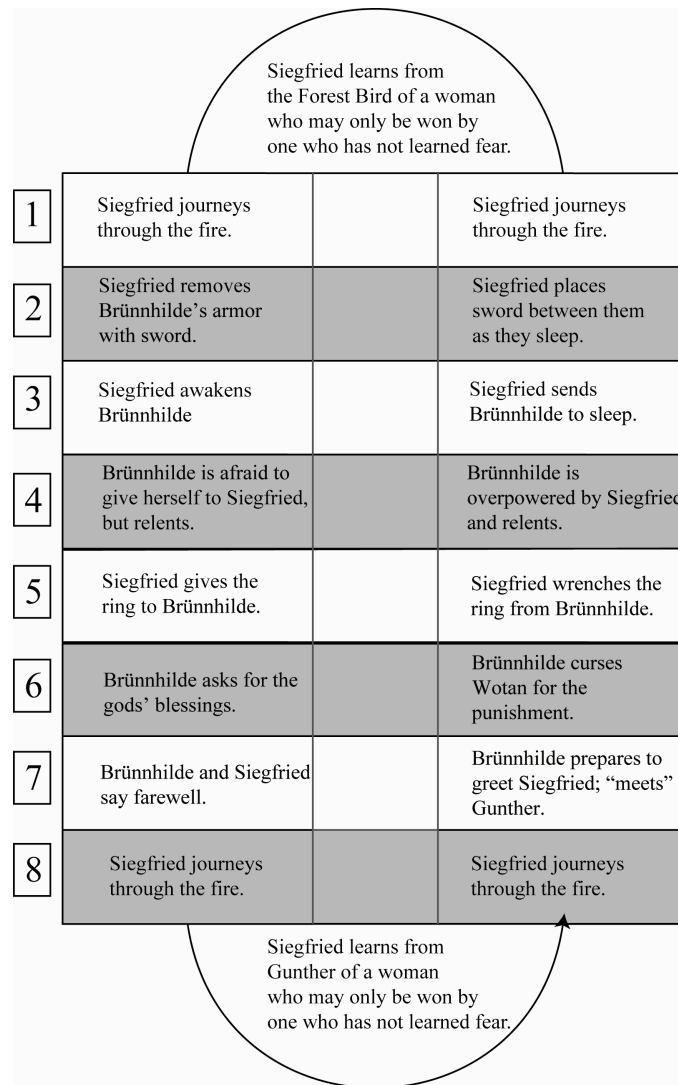 Siegfried learns from
the Forest Bird of a woman
who may only be won by
one who has not learned fear.
1
Siegfried journeys
through the fire.
Siegfried journeys
through the fire.
2
Siegfried removes
Brünnhilde’s armor
with sword.
Siegfried places
sword between them
as they sleep.
3
Siegfried awakens
Brünnhilde
Siegfried sends
Brünnhilde to sleep.
4
Brünnhilde is afraid to
give herself to Siegfried,
but relents.
Brünnhilde is
overpowered by Siegfried
and relents.
5
Siegfried gives the
ring to Brünnhilde.
Siegfried wrenches the
ring from Brünnhilde.
6
Brünnhilde asks for the
gods’ blessings.
Brünnhilde curses
Wotan for the
punishment.
7
Brünnhilde and Siegfried
say farewell.
Brünnhilde prepares to
greet Siegfried; “meets”
Gunther.
8
Siegfried journeys
through the fire.
Siegfried journeys
through the fire.
Siegfried learns from
Gunther of a woman
who may only be won by
one who has not learned fear.